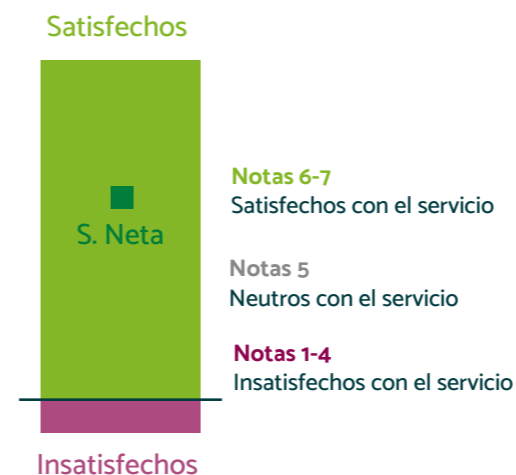 Satisfechos
S. Neta
Notas 6-7
Satisfechos con el servicio
Notas 5
Neutros con el servicio
Notas 1-4
Insatisfechos con el servicio
Insatisfechos